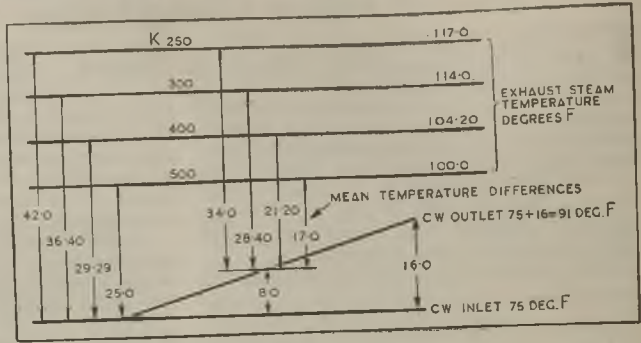 K 250
117·0
300
114·0
400
104·20
500
100·0
EXHAUST STEAM
TEMPERATURE
DEGREES F
MEAN TEMPERATURE DIFFERENCES
CW OUTLET 75+16=91 DEG.F
42·0
36·40
29·29
25·0
34·0
28·40
21·20
17·0
16·0
8·0
CW INLET 75 DEG.F